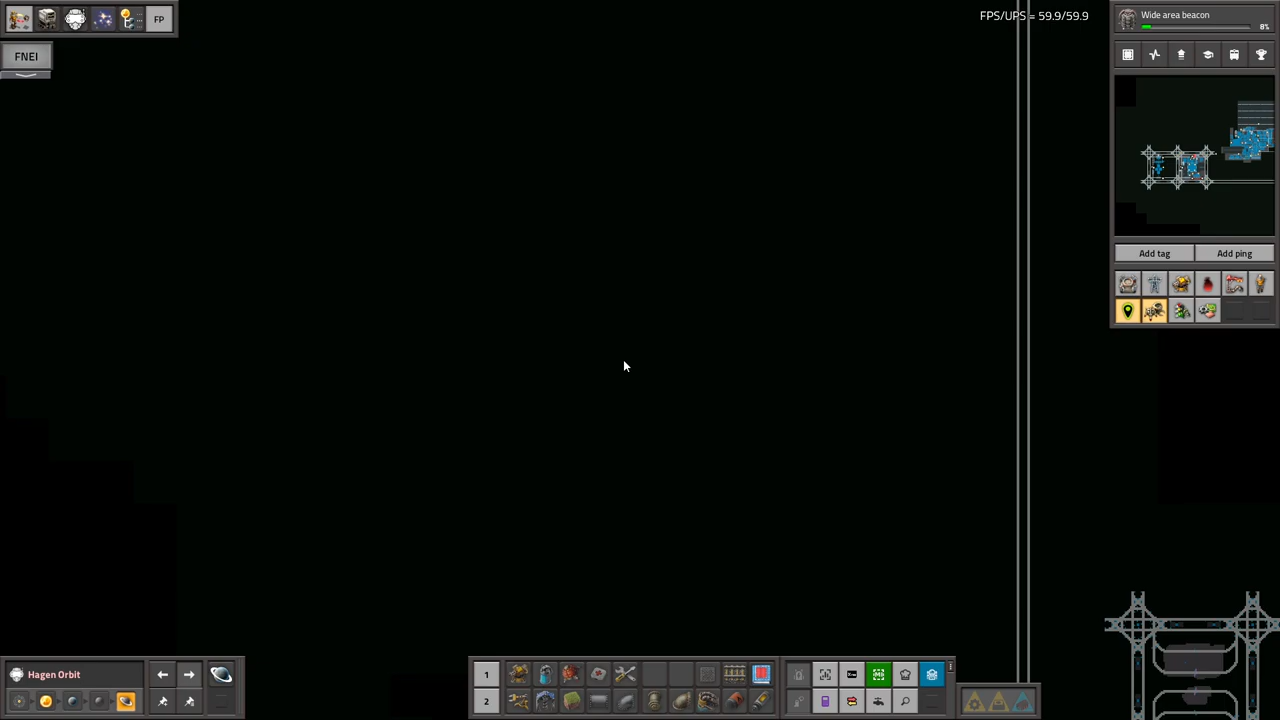 FP
FPS/UPS = 59.9/59.9
Wide area beacon
8%
FNEI
Add tag
Add ping
Hagen Orbit
1
2